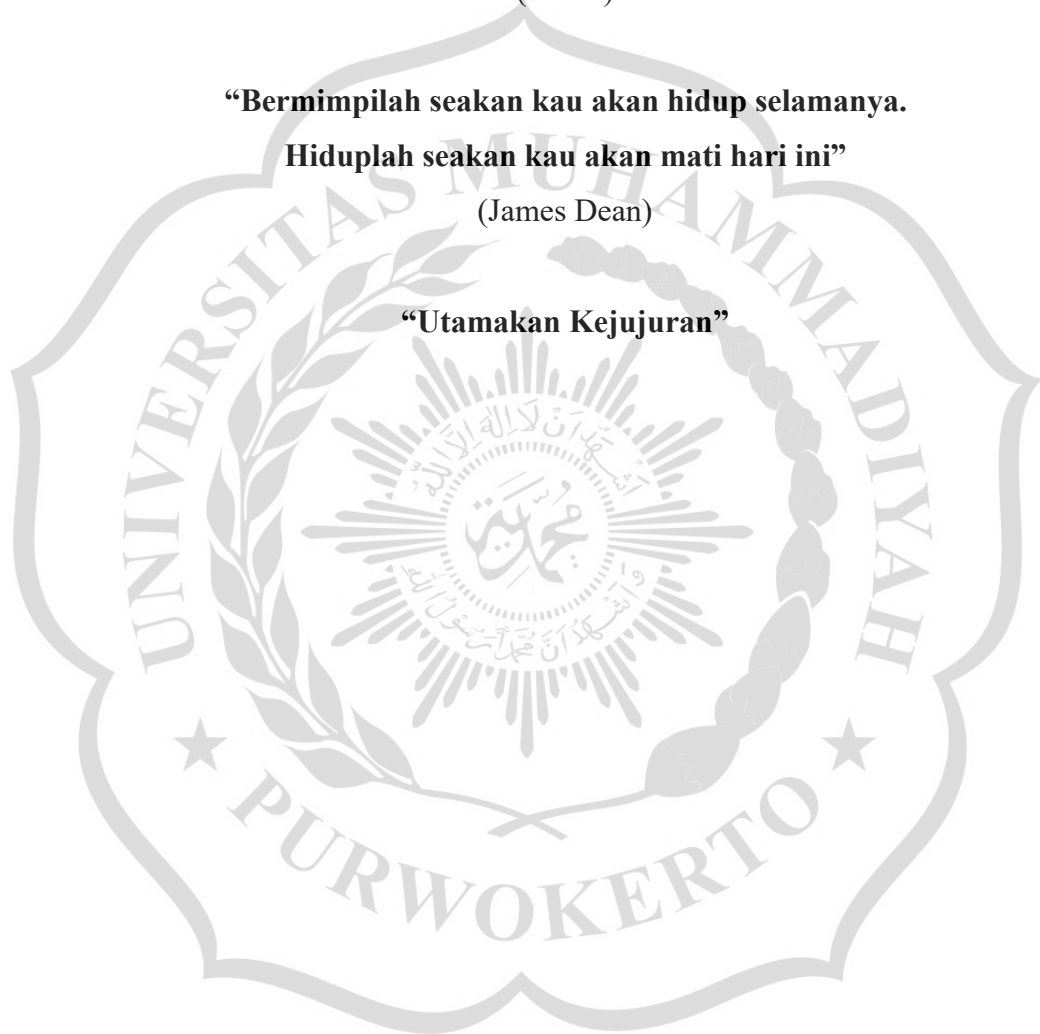 “Bermimpilah seakan kau akan hidup selamanya.
Hiduplah seakan kau akan mati hari ini”
(James Dean)
“Utamakan Kejujuran”
UNIVERSITAS MUHAMMADIYAH
PURWOKERTO